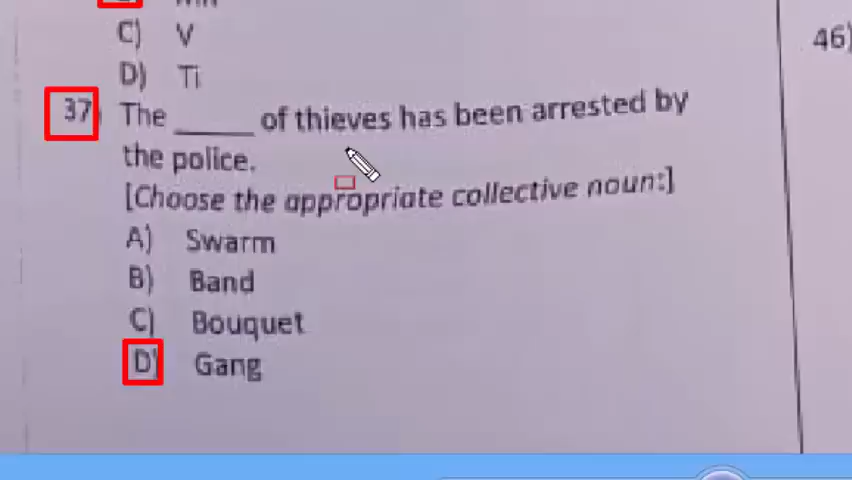 C) V
D) Ti
46)
37) The ______ of thieves has been arrested by
the police.
[Choose the appropriate collective noun:]
A) Swarm
B) Band
C) Bouquet
D) Gang